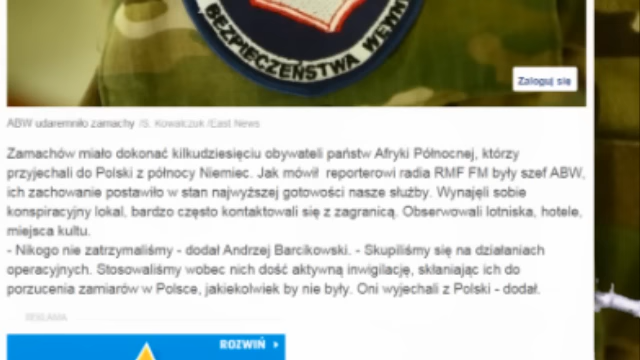 BEZPIECZEŃSTWA WEWN
Zaloguj się
ABW udaremniło zamachy /S. Kowalczuk /East News
Zamachów miało dokonać kilkudziesięciu obywateli państw Afryki Północnej, którzy
przyjechali do Polski z północy Niemiec. Jak mówił reporterowi radia RMF FM były szef ABW,
ich zachowanie postawiło w stan najwyższej gotowości nasze służby. Wynajęli sobie
konspiracyjny lokal, bardzo często kontaktowali się z zagranicą. Obserwowali lotniska, hotele,
miejsca kultu.
- Nikogo nie zatrzymaliśmy - dodał Andrzej Barcikowski. - Skupiliśmy się na działaniach
operacyjnych. Stosowaliśmy wobec nich dość aktywną inwigilację, skłaniając ich do
porzucenia zamiarów w Polsce, jakiekolwiek by nie były. Oni wyjechali z Polski - dodał.
REKLAMA
ROZWIŃ